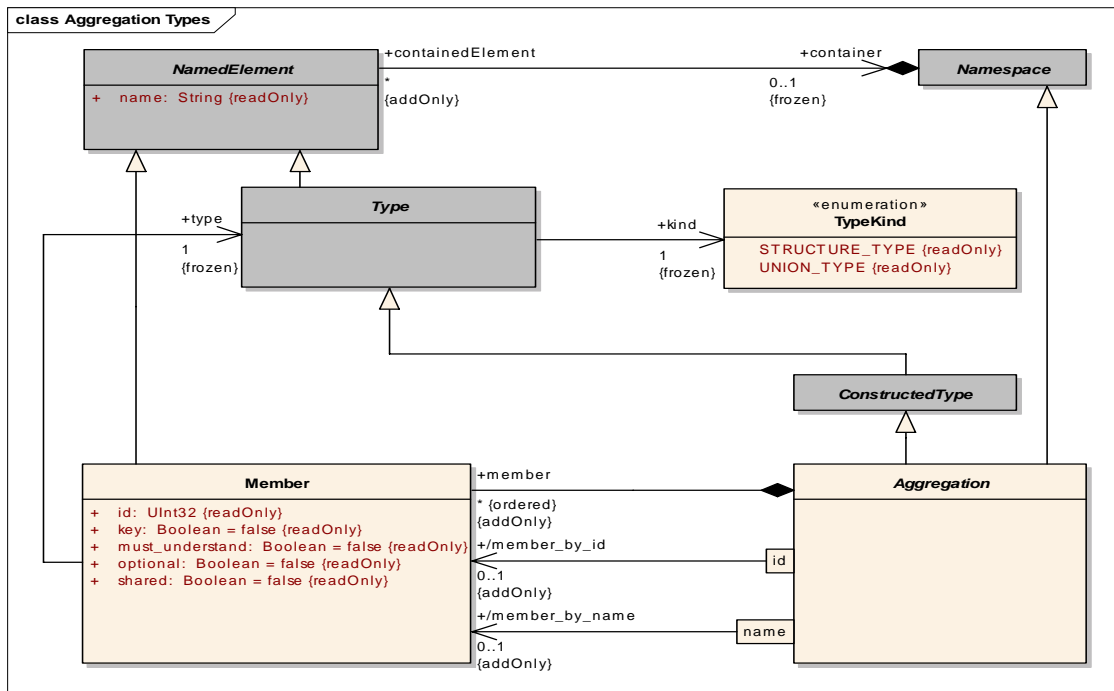 class Aggregation Types
NamedElement
+ name: String {readOnly}
+containedElement
*
{addOnly}
+container
0..1
{frozen}
Namespace
Type
+type
1
{frozen}
+kind
1
{frozen}
«enumeration»
TypeKind
STRUCTURE_TYPE {readOnly}
UNION_TYPE {readOnly}
ConstructedType
Member
+ id: UInt32 {readOnly}
+ key: Boolean = false {readOnly}
+ must_understand: Boolean = false {readOnly}
+ optional: Boolean = false {readOnly}
+ shared: Boolean = false {readOnly}
+member
* {ordered}
{addOnly}
+/member_by_id
0..1
{addOnly}
id
+/member_by_name
0..1
{addOnly}
name
Aggregation